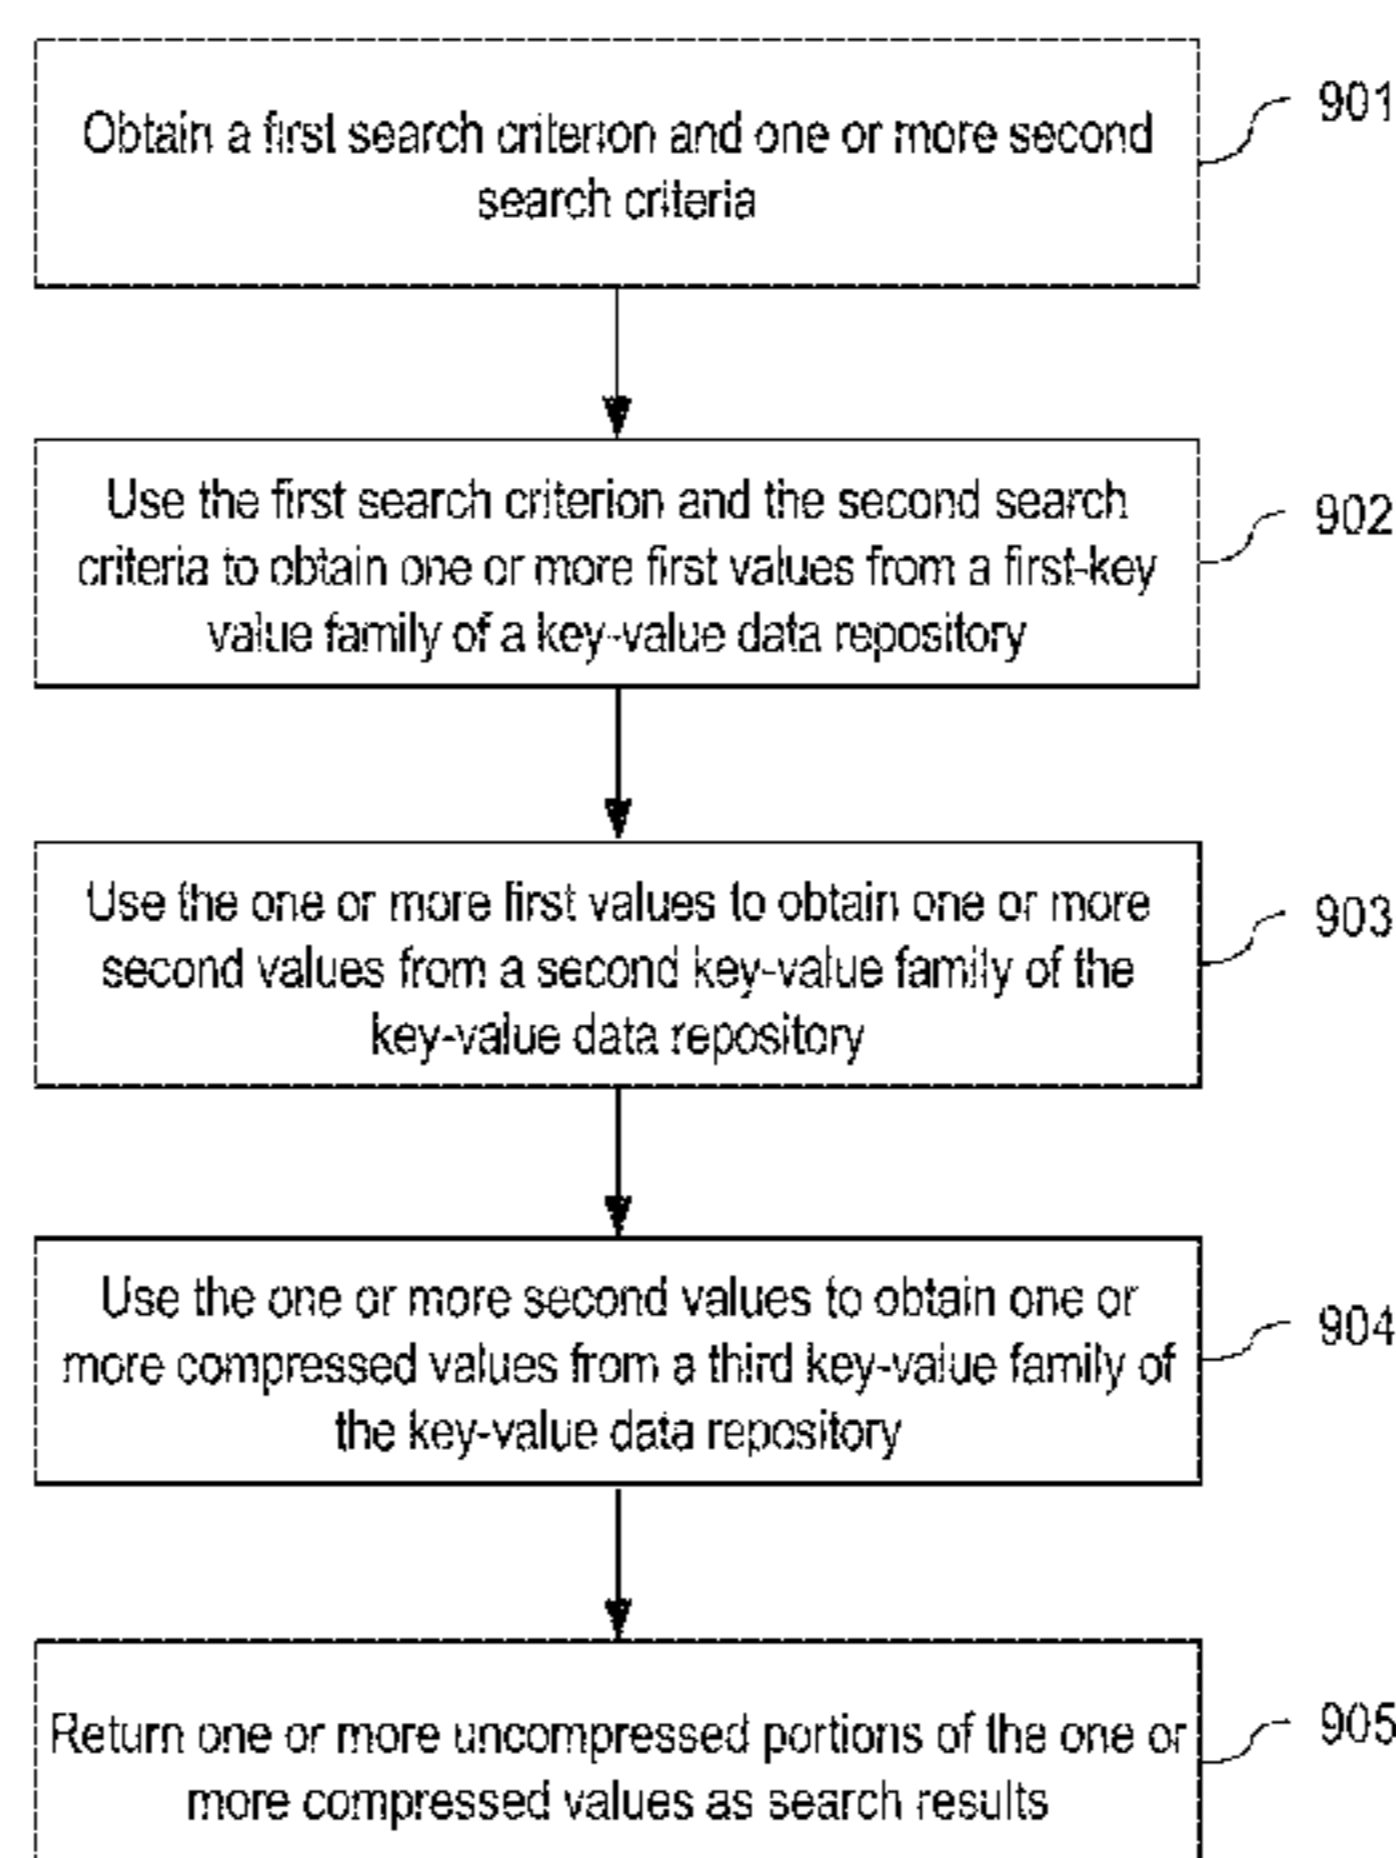 Obtain a first search criterion and one or more second
search criteria
901
Use the first search criterion and the second search
criteria to obtain one or more first values from a first-key
value family of a key-value data repository
902
Use the one or more first values to obtain one or more
second values from a second key-value family of the
key-value data repository
903
Use the one or more second values to obtain one or
more compressed values from a third key-value family of
the key-value data repository
904
Return one or more uncompressed portions of the one or
more compressed values as search results
905